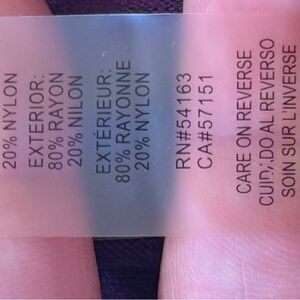 20% NYLON
EXTERIOR:
80% RAYON
20% NILON
EXTÉRIEUR:
80% RAYONNE
20% NYLON
RN#54163
CA#57151
CARE ON REVERSE
CUIDADO AL REVERSO
SOIN SUR L'INVERSE